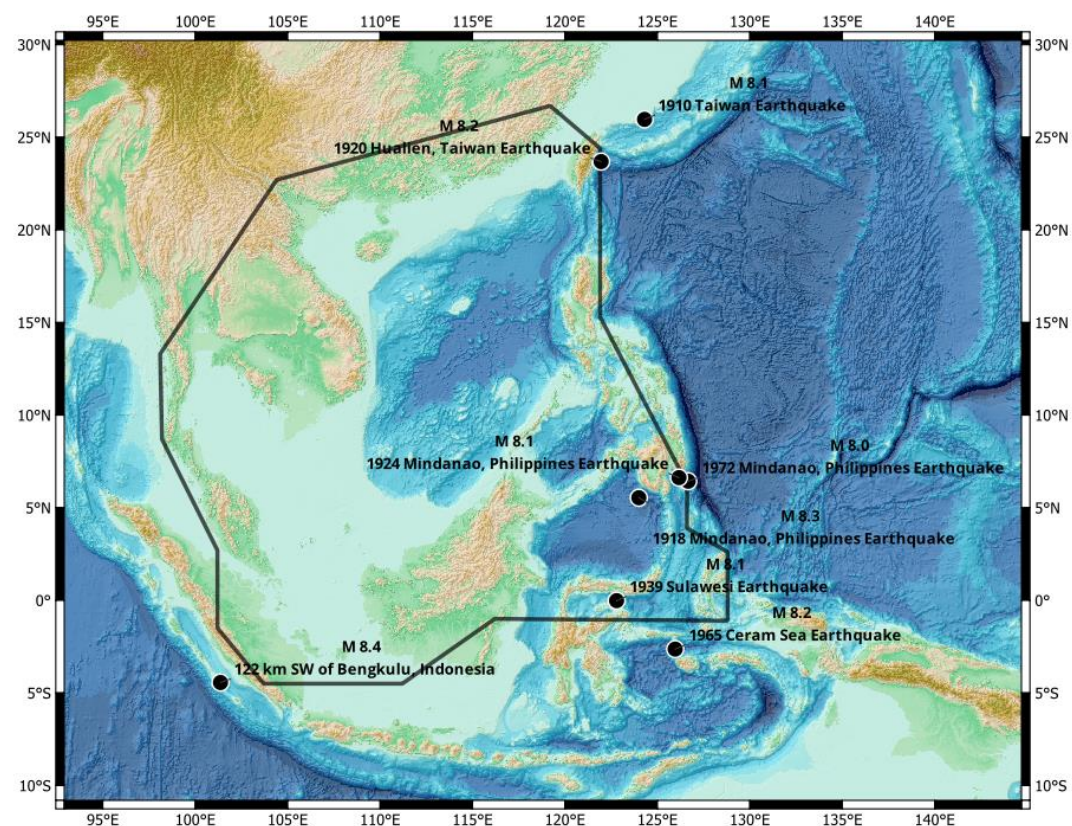 95°E 100°E 105°E 110°E 115°E 120°E 125°E 130°E 135°E 140°E
30°N 30°N
M 8.1
1910 Taiwan Earthquake
25°N 25°N
M 8.2
1920 Hualien, Taiwan Earthquake
20°N 20°N
15°N 15°N
10°N 10°N
M 8.1
1924 Mindanao, Philippines Earthquake
M 8.0
1972 Mindanao, Philippines Earthquake
5°N 5°N
M 8.3
1918 Mindanao, Philippines Earthquake
M 8.1
1939 Sulawesi Earthquake
0° 0°
M 8.2
1965 Ceram Sea Earthquake
M 8.4
122 km SW of Bengkulu, Indonesia
5°S 5°S
10°S 10°S
95°E 100°E 105°E 110°E 115°E 120°E 125°E 130°E 135°E 140°E